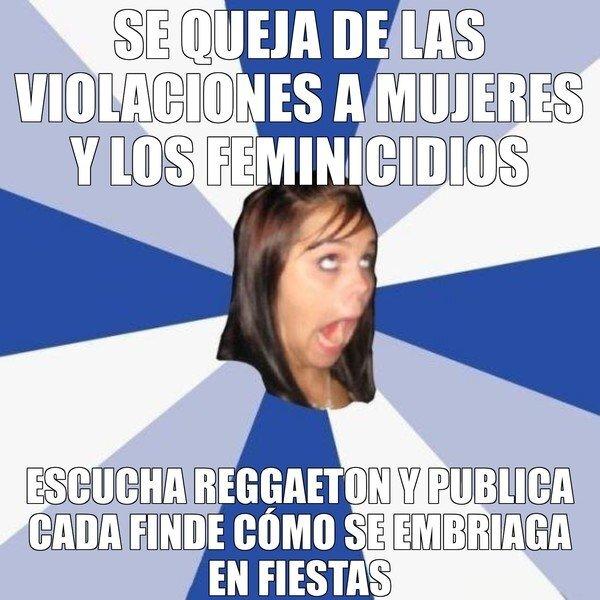 SE QUEJA DE LAS
VIOLACIONES A MUJERES
Y LOS FEMINICIDIOS
ESCUCHA REGGAETON Y PUBLICA
CADA FINDE CÓMO SE EMBRIAGA
EN FIESTAS